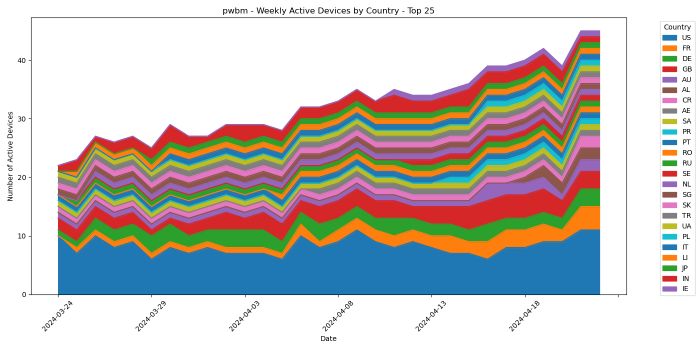 pwbm - Weekly Active Devices by Country - Top 25
Number of Active Devices
40
30
20
10
0
2024-03-24
2024-03-29
2024-04-03
2024-04-08
2024-04-13
2024-04-18
Date
Country
US
FR
DE
GB
AU
AL
CR
AE
SA
PR
PT
RO
RU
SE
NL
SG
SK
TR
UA
PL
IT
LI
JP
IN
IE